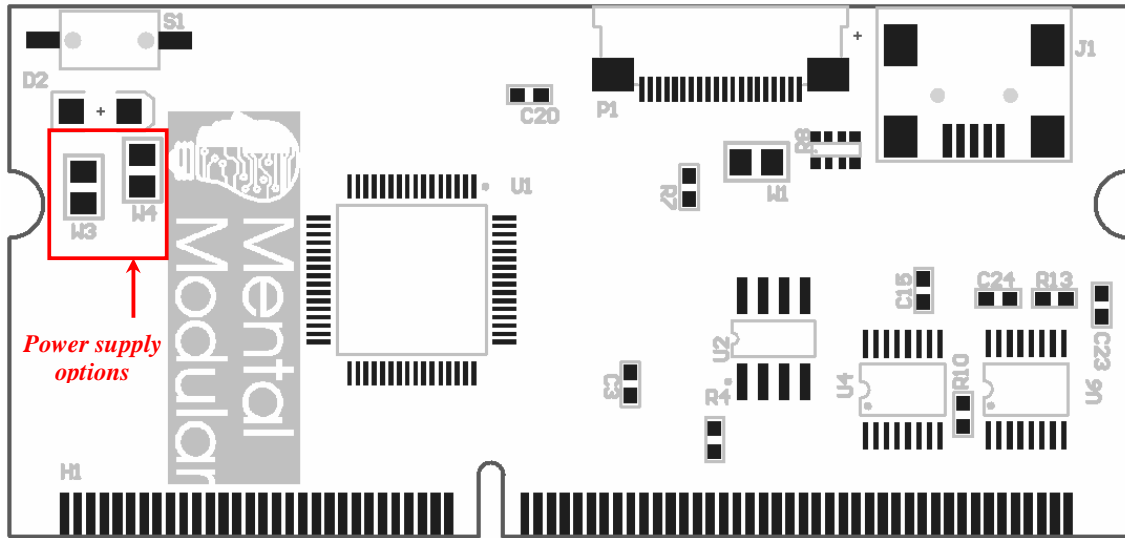 S1
D2
W3
W4
Power supply
options
Mental
Modular
H1
U1
C20
P1
+
J1
R8
W1
R2
C3
R4
U2
C15
C24
R13
C23
U4
R10
U6